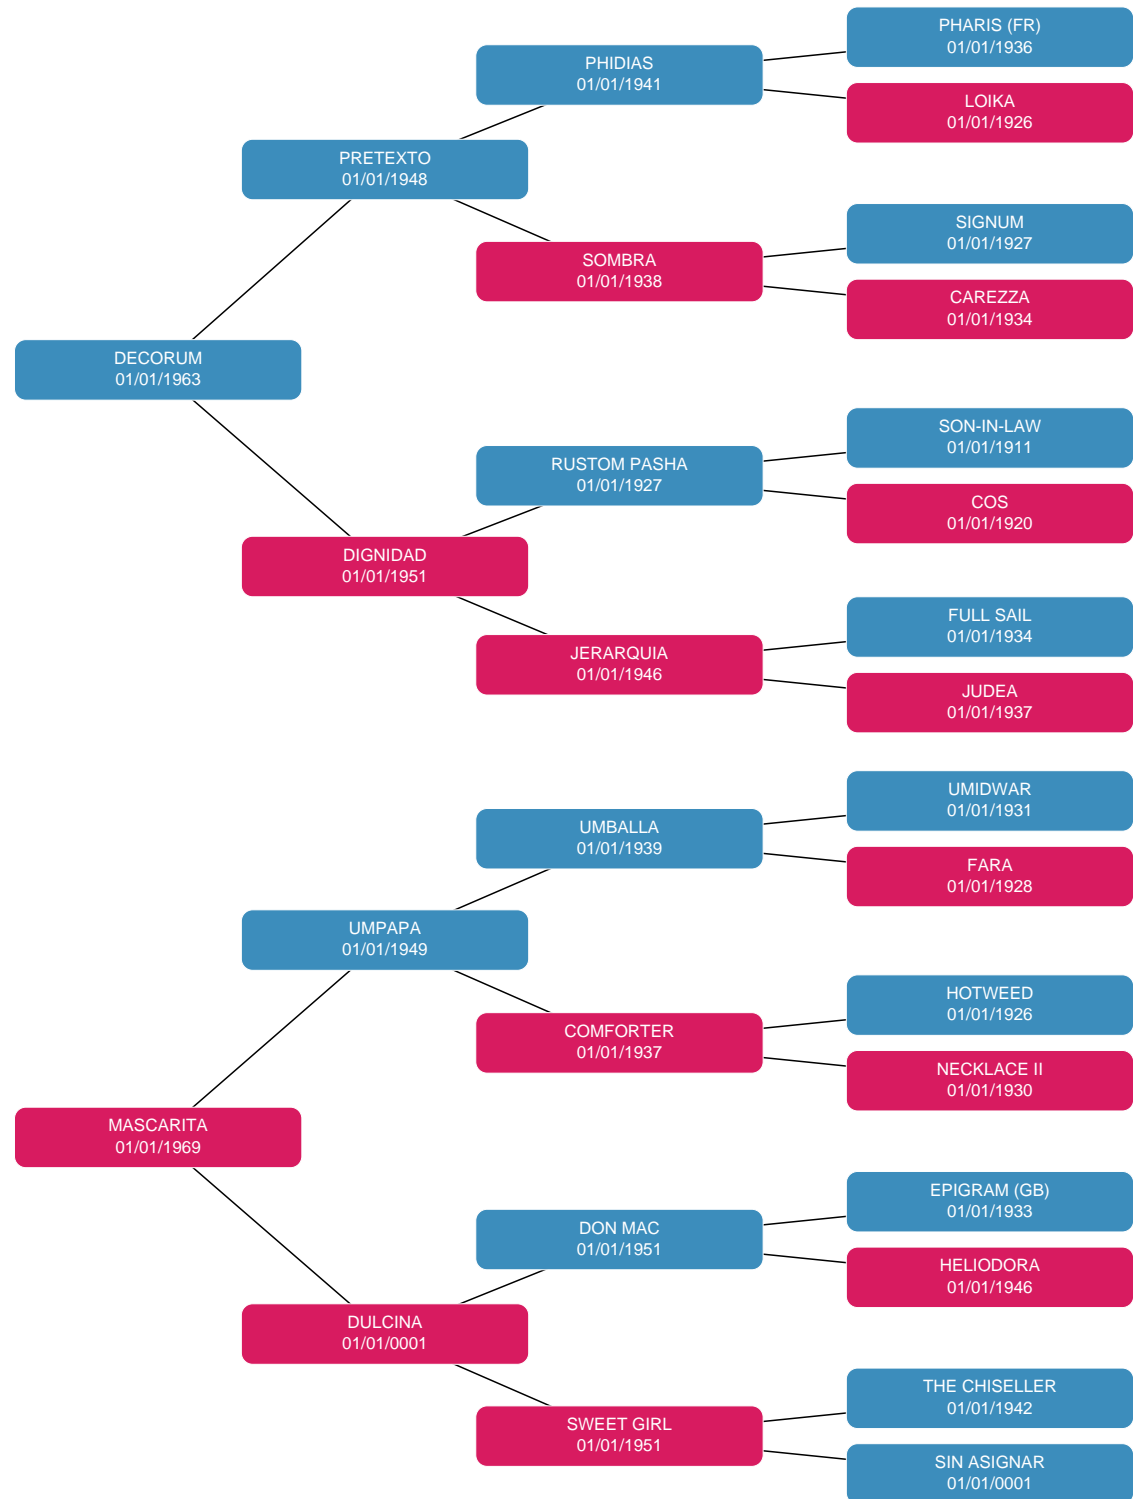 PHARIS (FR)
01/01/1936
PHIDIAS
01/01/1941
LOIKA
01/01/1926
PRETEXTO
01/01/1948
SIGNUM
01/01/1927
SOMBRA
01/01/1938
CAREZZA
01/01/1934
DECORUM
01/01/1963
SON-IN-LAW
01/01/1911
RUSTOM PASHA
01/01/1927
COS
01/01/1920
DIGNIDAD
01/01/1951
FULL SAIL
01/01/1934
JERARQUIA
01/01/1946
JUDEA
01/01/1937
UMIDWAR
01/01/1931
UMBALLA
01/01/1939
FARA
01/01/1928
UMPAPA
01/01/1949
HOTWEED
01/01/1926
COMFORTER
01/01/1937
NECKLACE II
01/01/1930
MASCARITA
01/01/1969
EPIGRAM (GB)
01/01/1933
DON MAC
01/01/1951
HELIODORA
01/01/1946
DULCINA
01/01/0001
THE CHISELLER
01/01/1942
SWEET GIRL
01/01/1951
SIN ASIGNAR
01/01/0001